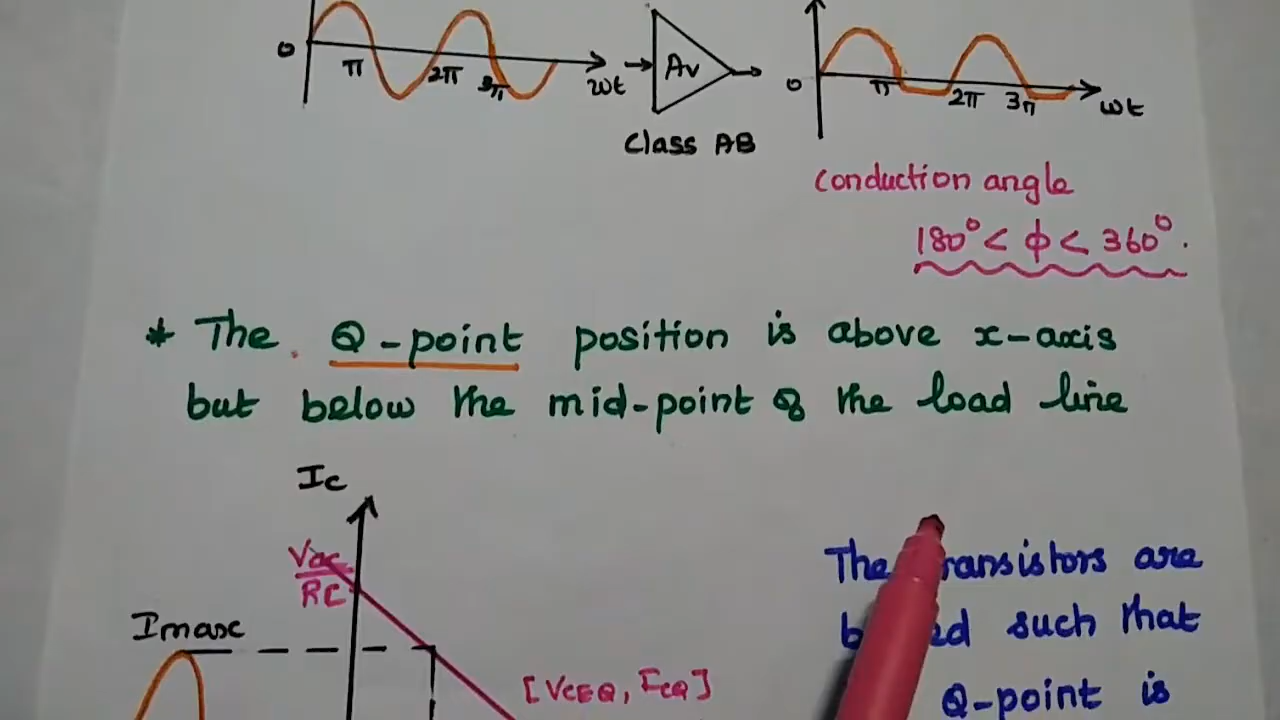 0 π 2π 3π ωt
Av
Class AB
0 π 2π 3π ωt
conduction angle
180° < ϕ < 360°.
* The Q-point position is above x-axis
but below the mid-point of the load line
Ic
Imax
RC
[VCEQ, ICQ]
The transistors are
such that
Q-point is